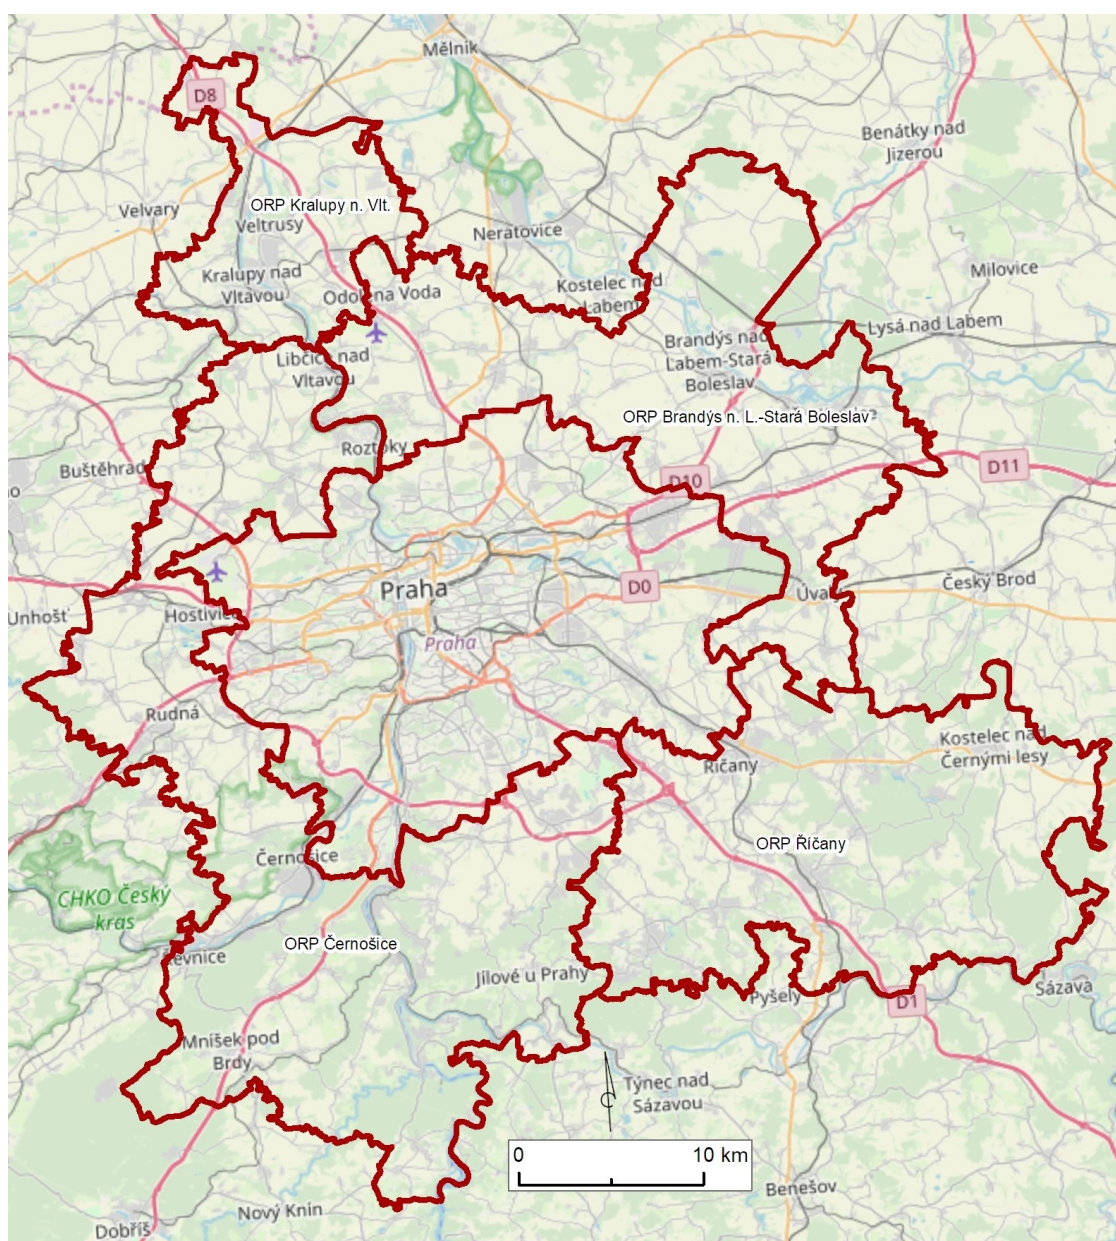 Mělník
D8
Benátky nad
Jizerou
ORP Kralupy n. Vlt.
Velvary
Veltrusy
Neratovice
Kralupy nad
Vltavou
Milovice
Odolena Voda
Kostelec nad
Labem
Lysá nad Labem
Brandýs nad
Labem-Stará
Boleslav
Libčice nad
Vltavou
ORP Brandýs n. L.-Stará Boleslav
Roztoky
Buštěhrad
D11
D10
Praha
D0
Český Brod
Úvaly
Unhošť
Hostivice
Praha
Rudná
Kostelec nad
Černými lesy
Říčany
ORP Říčany
Černošice
CHKO Český
kras
ORP Černošice
Řevnice
Jílové u Prahy
Sázava
Pyšely
D1
Mníšek pod
Brdy
Týnec nad
Sázavou
0 10 km
Benešov
Nový Knín
Dobříš